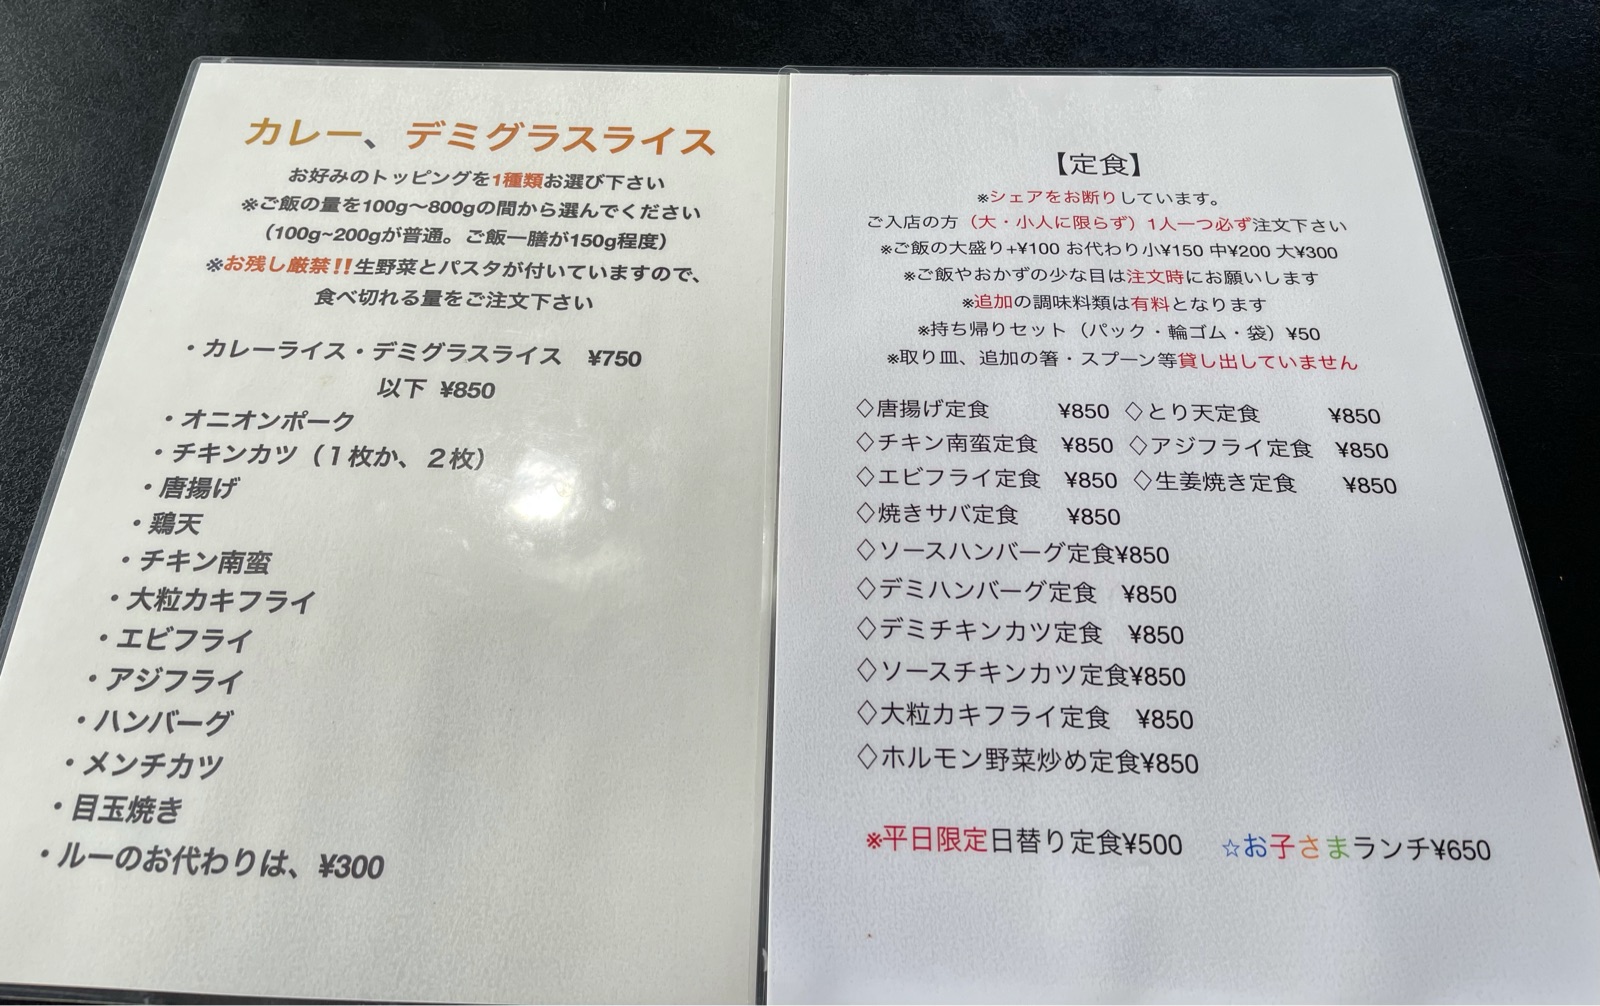 カレー、デミグラスライス
お好みのトッピングを1種類お選び下さい
※ご飯の量を100g〜800gの間から選んでください
（100g~200gが普通。ご飯一膳が150g程度）
※お残し厳禁!!生野菜とパスタが付いていますので、
食べ切れる量をご注文下さい
・カレーライス・デミグラスライス ¥750
以下 ¥850
・オニオンポーク
・チキンカツ（１枚か、２枚）
・唐揚げ
・鶏天
・チキン南蛮
・大粒カキフライ
・エビフライ
・アジフライ
・ハンバーグ
・メンチカツ
・目玉焼き
・ルーのお代わりは、¥300
【定食】
※シェアをお断りしています。
ご入店の方（大・小人に限らず）1人一つ必ず注文下さい
※ご飯の大盛り+¥100 お代わり小¥150 中¥200 大¥300
※ご飯やおかずの少な目は注文時にお願いします
※追加の調味料類は有料となります
※持ち帰りセット（パック・輪ゴム・袋）¥50
※取り皿、追加の箸・スプーン等貸し出していません
◇唐揚げ定食 ¥850 ◇とり天定食 ¥850
◇チキン南蛮定食 ¥850 ◇アジフライ定食 ¥850
◇エビフライ定食 ¥850 ◇生姜焼き定食 ¥850
◇焼きサバ定食 ¥850
◇ソースハンバーグ定食¥850
◇デミハンバーグ定食 ¥850
◇デミチキンカツ定食 ¥850
◇ソースチキンカツ定食¥850
◇大粒カキフライ定食 ¥850
◇ホルモン野菜炒め定食¥850
※平日限定日替り定食¥500 ☆お子さまランチ¥650